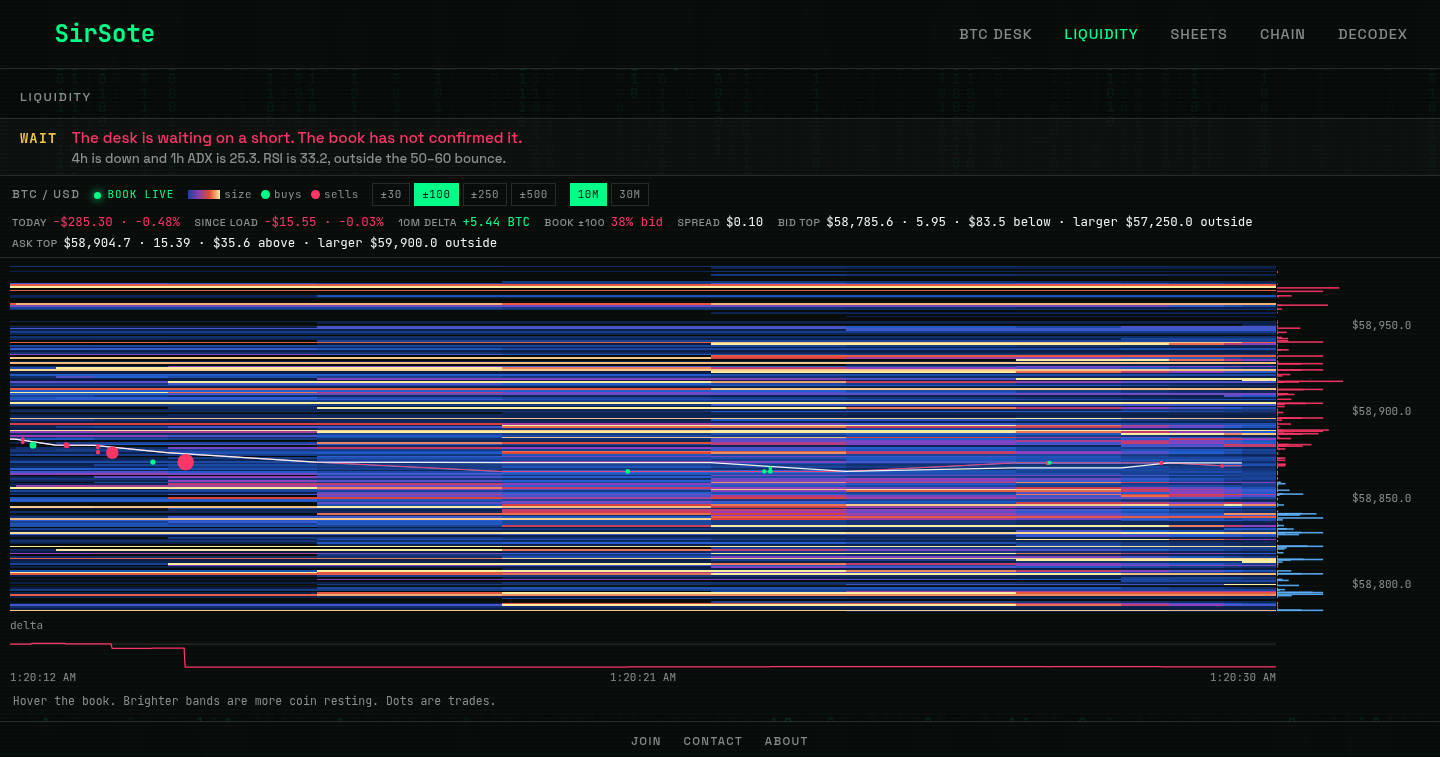 SirSote
BTC DESK LIQUIDITY SHEETS CHAIN DECODEX
LIQUIDITY
WAIT The desk is waiting on a short. The book has not confirmed it.
4h is down and 1h ADX is 25.3. RSI is 33.2, outside the 50–60 bounce.
BTC / USD BOOK LIVE size buys sells ±30 ±100 ±250 ±500 10M 30M
TODAY -$285.30 · -0.48% SINCE LOAD -$15.55 · -0.03% 10M DELTA +5.44 BTC BOOK ±100 38% bid SPREAD $0.10 BID TOP $58,785.6 · 5.95 · $83.5 below · larger $57,250.0 outside
ASK TOP $58,904.7 · 15.39 · $35.6 above · larger $59,900.0 outside
$58,950.0
$58,900.0
$58,850.0
$58,800.0
delta
1:20:12 AM 1:20:21 AM 1:20:30 AM
Hover the book. Brighter bands are more coin resting. Dots are trades.
JOIN CONTACT ABOUT